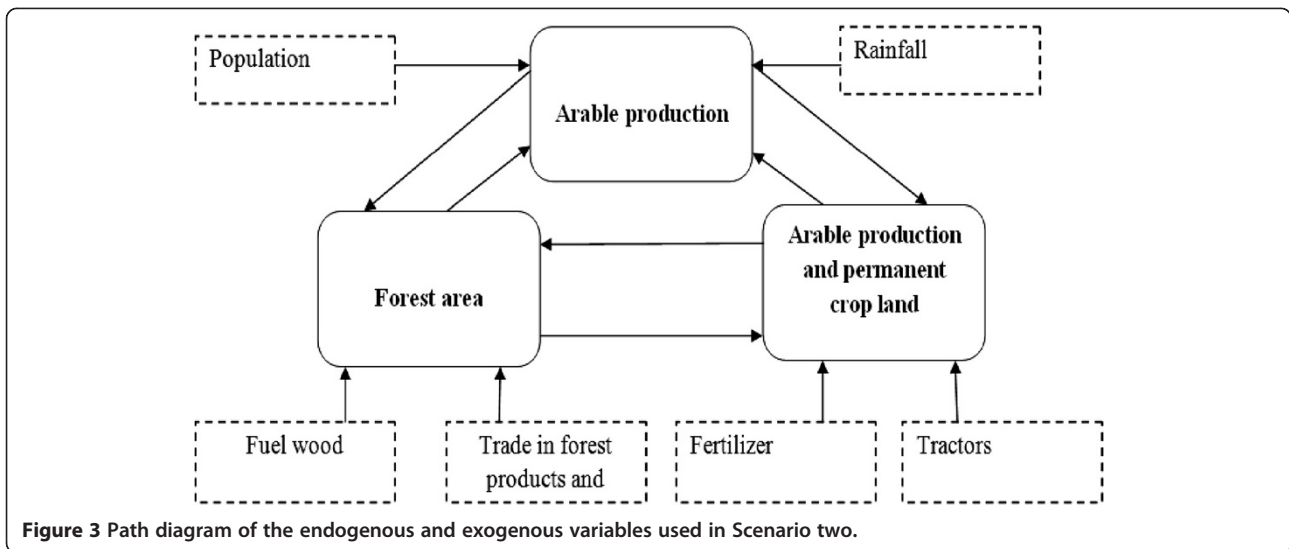 Population
Rainfall
Arable production
Forest area
Arable production
and permanent
crop land
Fuel wood
Trade in forest
products and
Fertilizer
Tractors
Figure 3 Path diagram of the endogenous and exogenous variables used in Scenario two.